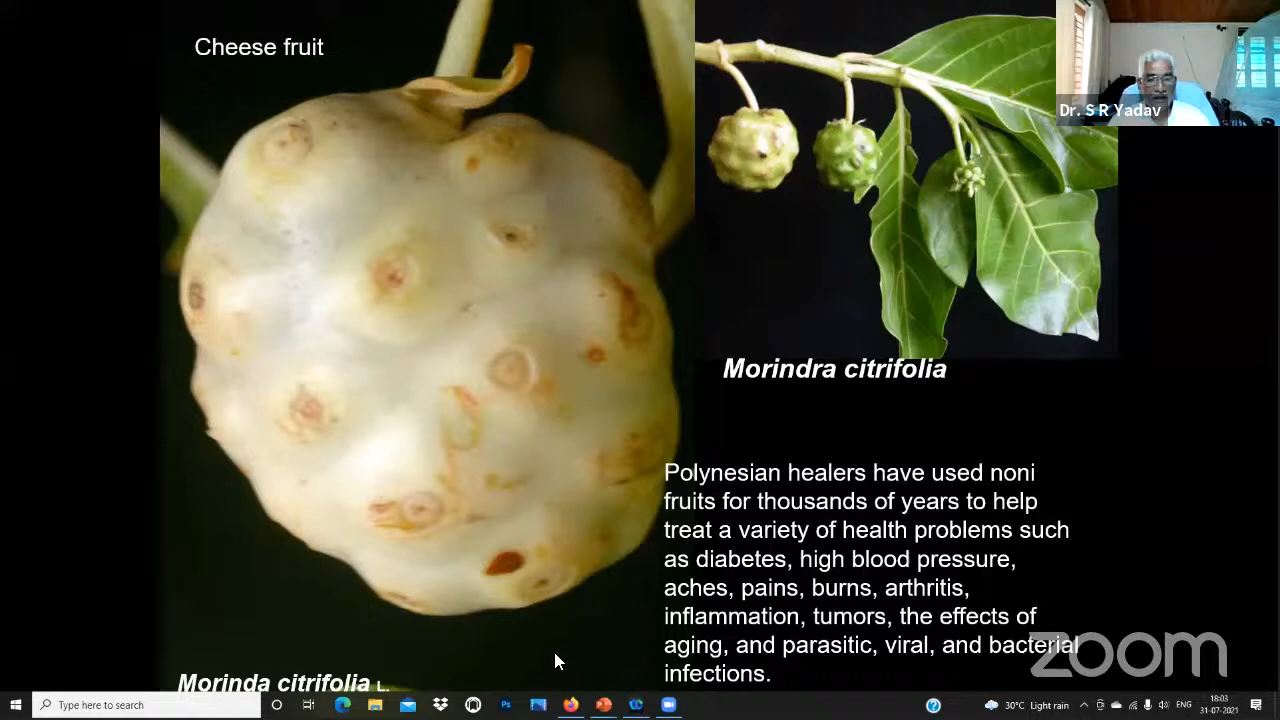 Cheese fruit
Dr. S R Yadav
Morindra citrifolia
Polynesian healers have used noni
fruits for thousands of years to help
treat a variety of health problems such
as diabetes, high blood pressure,
aches, pains, burns, arthritis,
inflammation, tumors, the effects of
aging, and parasitic, viral, and bacterial
infections.
zoom
Morinda citrifolia L.
Type here to search
Ps
30°C Light rain
ENG
18:03
31-07-2021